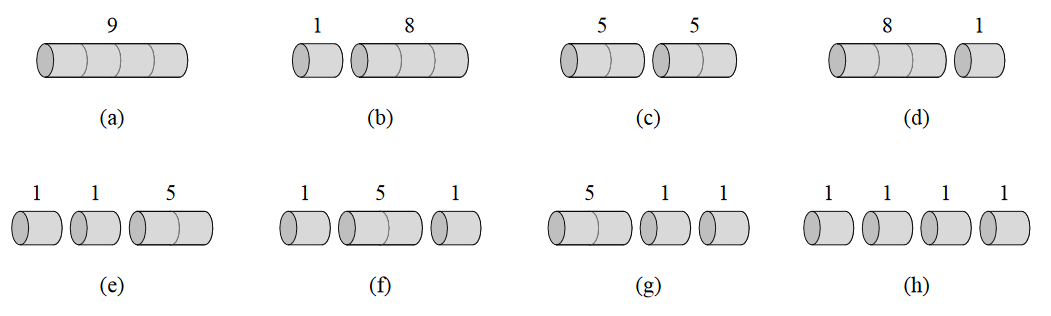 9 1 8 5 5 8 1
(a) (b) (c) (d)
1 1 5 1 5 1 5 1 1 1 1 1 1
(e) (f) (g) (h)